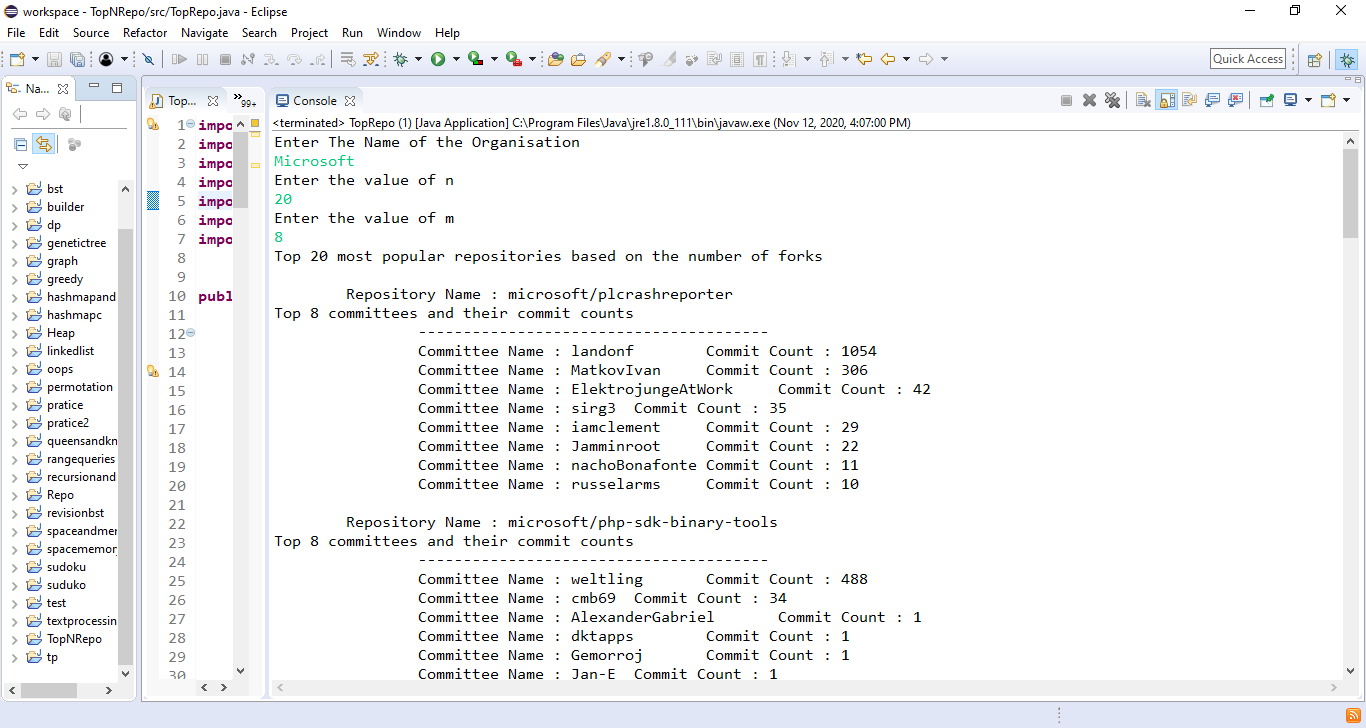 workspace - TopNRepo/src/TopRepo.java - Eclipse
File Edit Source Refactor Navigate Search Project Run Window Help
Quick Access
Na...
bst
builder
dp
genetictree
graph
greedy
hashmapand
hashmapc
Heap
linkedlist
oops
permotation
pratice
pratice2
queensandkn
rangequeries
recursionand
Repo
revisionbst
spaceandmer
spacememor
sudoku
suduko
test
textprocessin
TopNRepo
tp
Top... »99+
1 impo
2 impo
3 impo
4 impo
5 impo
6 impo
7 impo
8
9
10 publ
11
12
13
14
15
16
17
18
19
20
21
22
23
24
25
26
27
28
29
30
Console
<terminated> TopRepo (1) [Java Application] C:\Program Files\Java\jre1.8.0_111\bin\javaw.exe (Nov 12, 2020, 4:07:00 PM)
Enter The Name of the Organisation
Microsoft
Enter the value of n
20
Enter the value of m
8
Top 20 most popular repositories based on the number of forks
Repository Name : microsoft/plcrashreporter
Top 8 committees and their commit counts
---------------------------------------
Committee Name : landonf Commit Count : 1054
Committee Name : MatkovIvan Commit Count : 306
Committee Name : ElektrojungeAtWork Commit Count : 42
Committee Name : sirg3 Commit Count : 35
Committee Name : iamclement Commit Count : 29
Committee Name : Jamminroot Commit Count : 22
Committee Name : nachoBonafonte Commit Count : 11
Committee Name : russelarms Commit Count : 10
Repository Name : microsoft/php-sdk-binary-tools
Top 8 committees and their commit counts
---------------------------------------
Committee Name : weltling Commit Count : 488
Committee Name : cmb69 Commit Count : 34
Committee Name : AlexanderGabriel Commit Count : 1
Committee Name : dktapps Commit Count : 1
Committee Name : Gemorroj Commit Count : 1
Committee Name : Jan-E Commit Count : 1